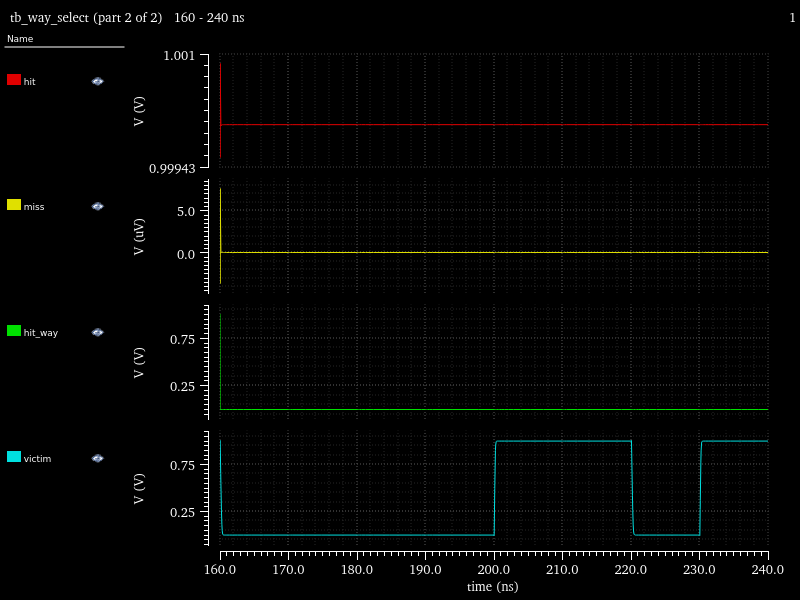 tb_way_select (part 2 of 2) 160 - 240 ns 1
Name
hit
V (V)
1.001
0.99943
miss
V (uV)
5.0
0.0
hit_way
V (V)
0.75
0.25
victim
V (V)
0.75
0.25
160.0 170.0 180.0 190.0 200.0 210.0 220.0 230.0 240.0
time (ns)